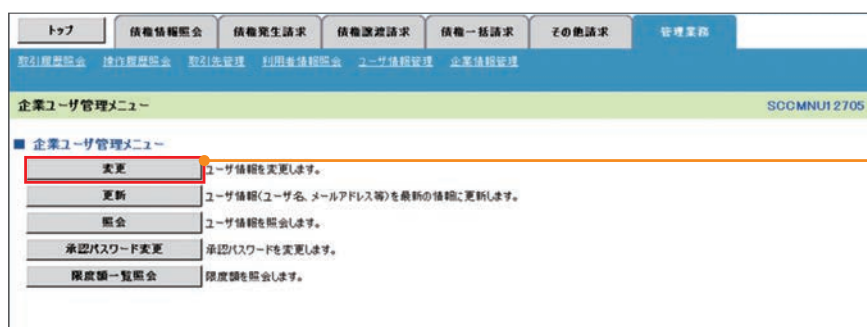 トップ 債権情報照会 債権発生請求 債権譲渡請求 債権一括請求 その他請求 管理業務
取引履歴照会 操作履歴照会 取引先管理 利用者情報照会 ユーザ情報管理 企業情報管理
企業ユーザ管理メニュー SCCMNU12705
■ 企業ユーザ管理メニュー
変更 ユーザ情報を変更します。
更新 ユーザ情報(ユーザ名、メールアドレス等)を最新の情報に更新します。
照会 ユーザ情報を照会します。
承認パスワード変更 承認パスワードを変更します。
限度額一覧照会 限度額を照会します。